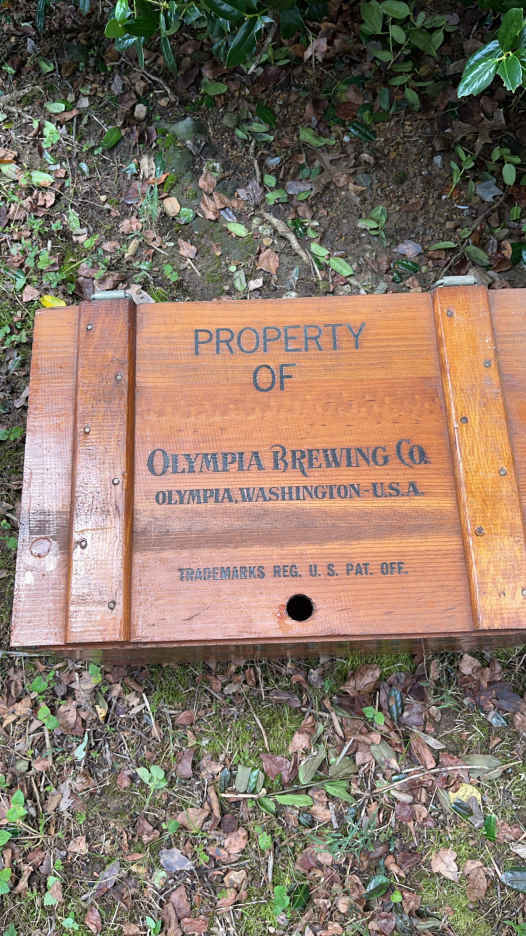 PROPERTY
OF
OLYMPIA BREWING CO.
OLYMPIA, WASHINGTON - U.S.A.
TRADEMARKS REG. U. S. PAT. OFF.